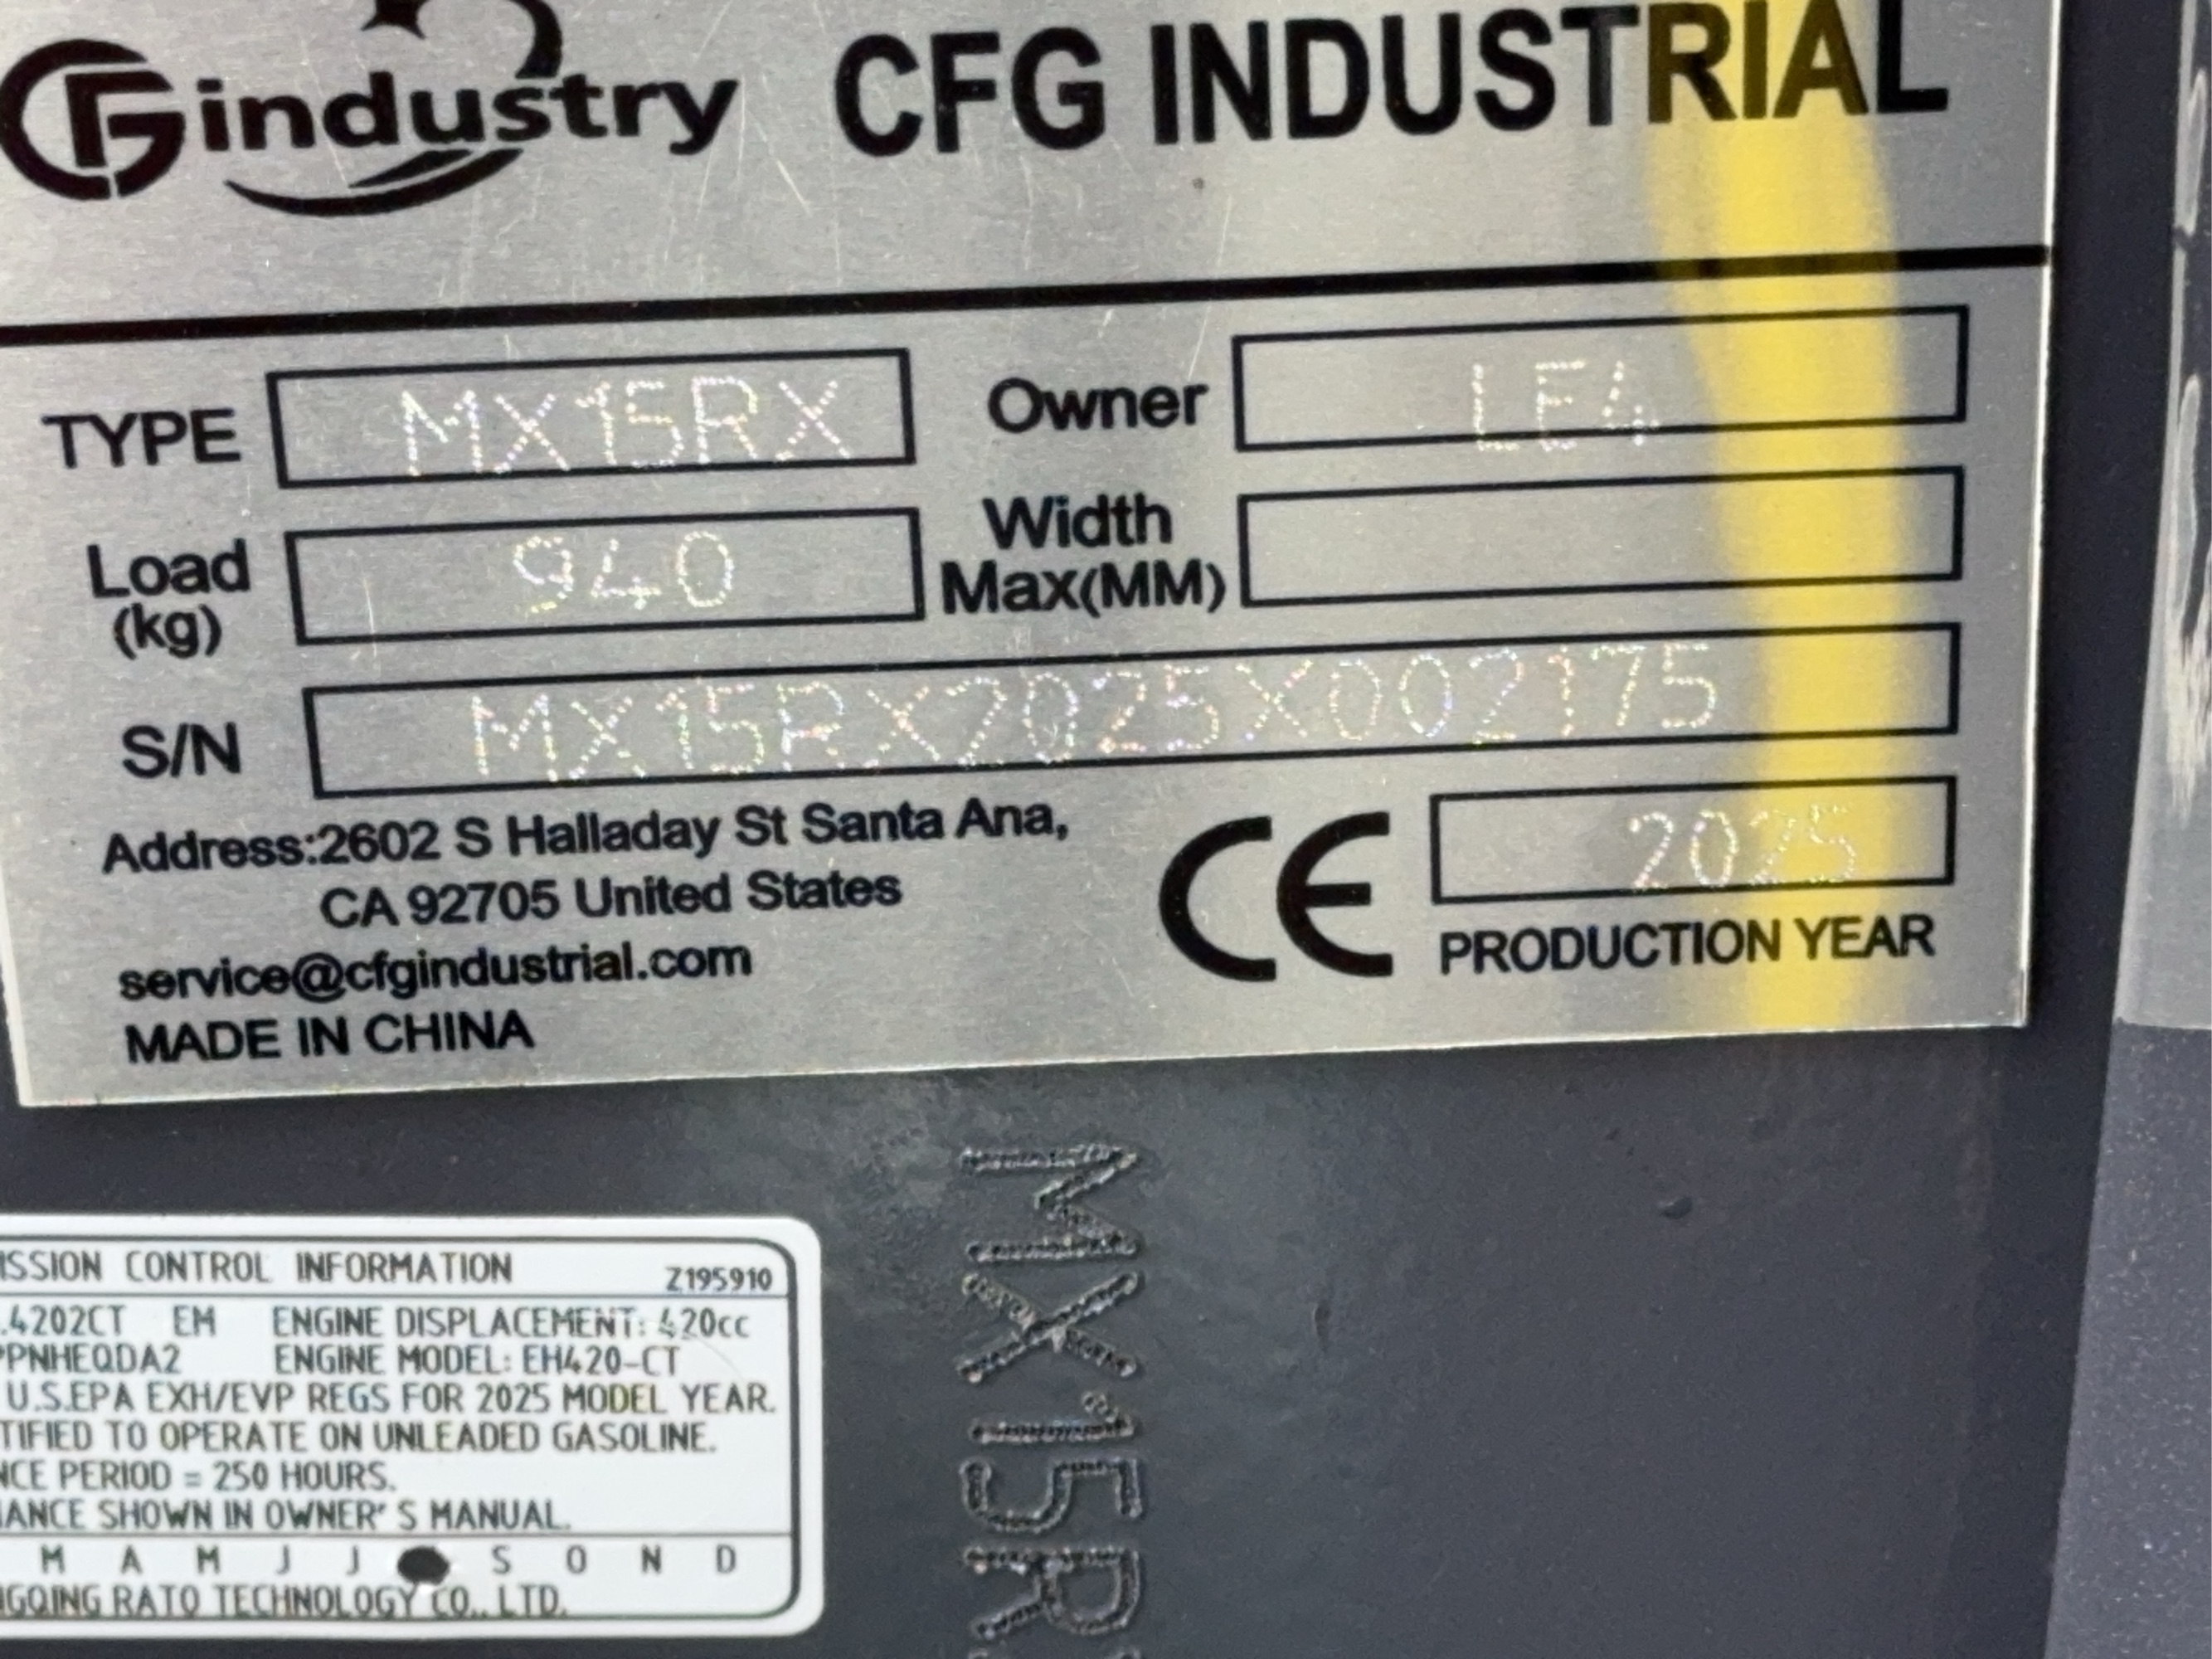 CFG industry CFG INDUSTRIAL
TYPE MX15RX Owner LE4
Load (kg) 940 Width Max(MM)
S/N MX15RX2025X002175
Address:2602 S Halladay St Santa Ana,
CA 92705 United States
service@cfgindustrial.com
MADE IN CHINA
CE 2025
PRODUCTION YEAR
MX15R
ISSION CONTROL INFORMATION Z195910
.4202CT EM ENGINE DISPLACEMENT: 420cc
PNHEQDA2 ENGINE MODEL: EH420-CT
U.S.EPA EXH/EVP REGS FOR 2025 MODEL YEAR.
TIFIED TO OPERATE ON UNLEADED GASOLINE.
NCE PERIOD = 250 HOURS.
NANCE SHOWN IN OWNER'S MANUAL.
M A M J J S O N D
GQING RATO TECHNOLOGY CO., LTD.